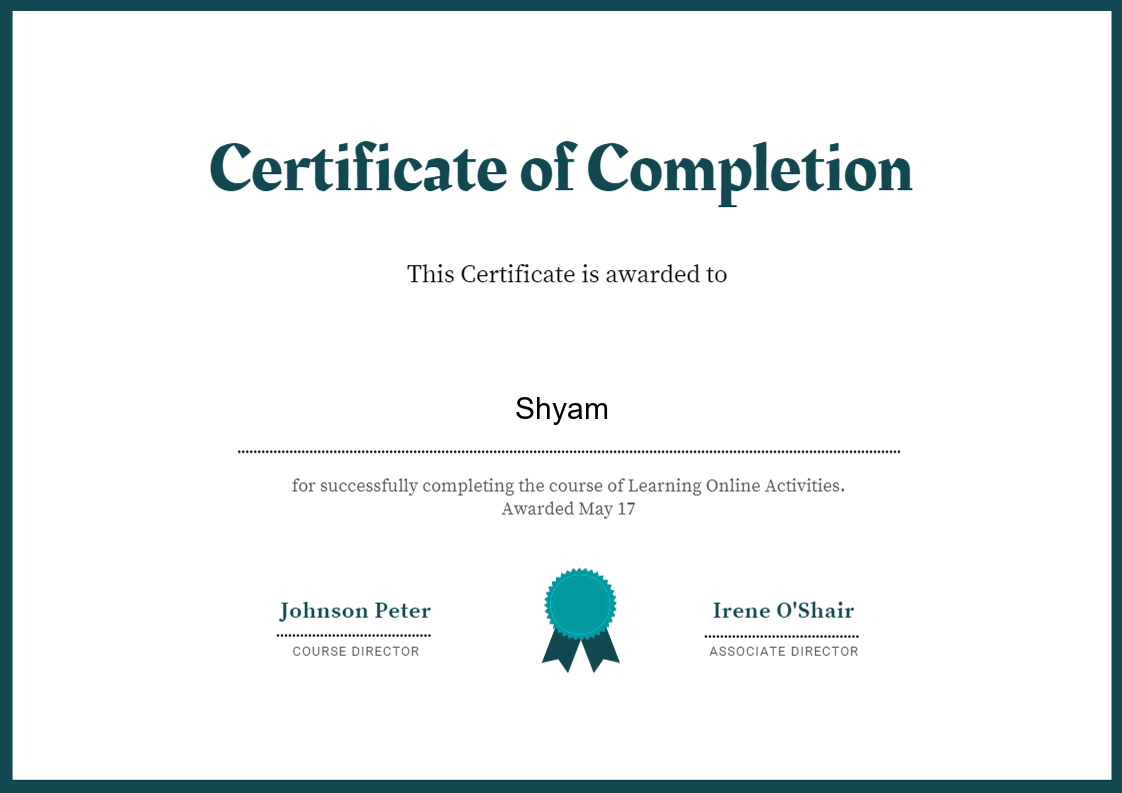 Certificate of Completion
This Certificate is awarded to
Shyam
for successfully completing the course of Learning Online Activities.
Awarded May 17
Johnson Peter
COURSE DIRECTOR
Irene O'Shair
ASSOCIATE DIRECTOR